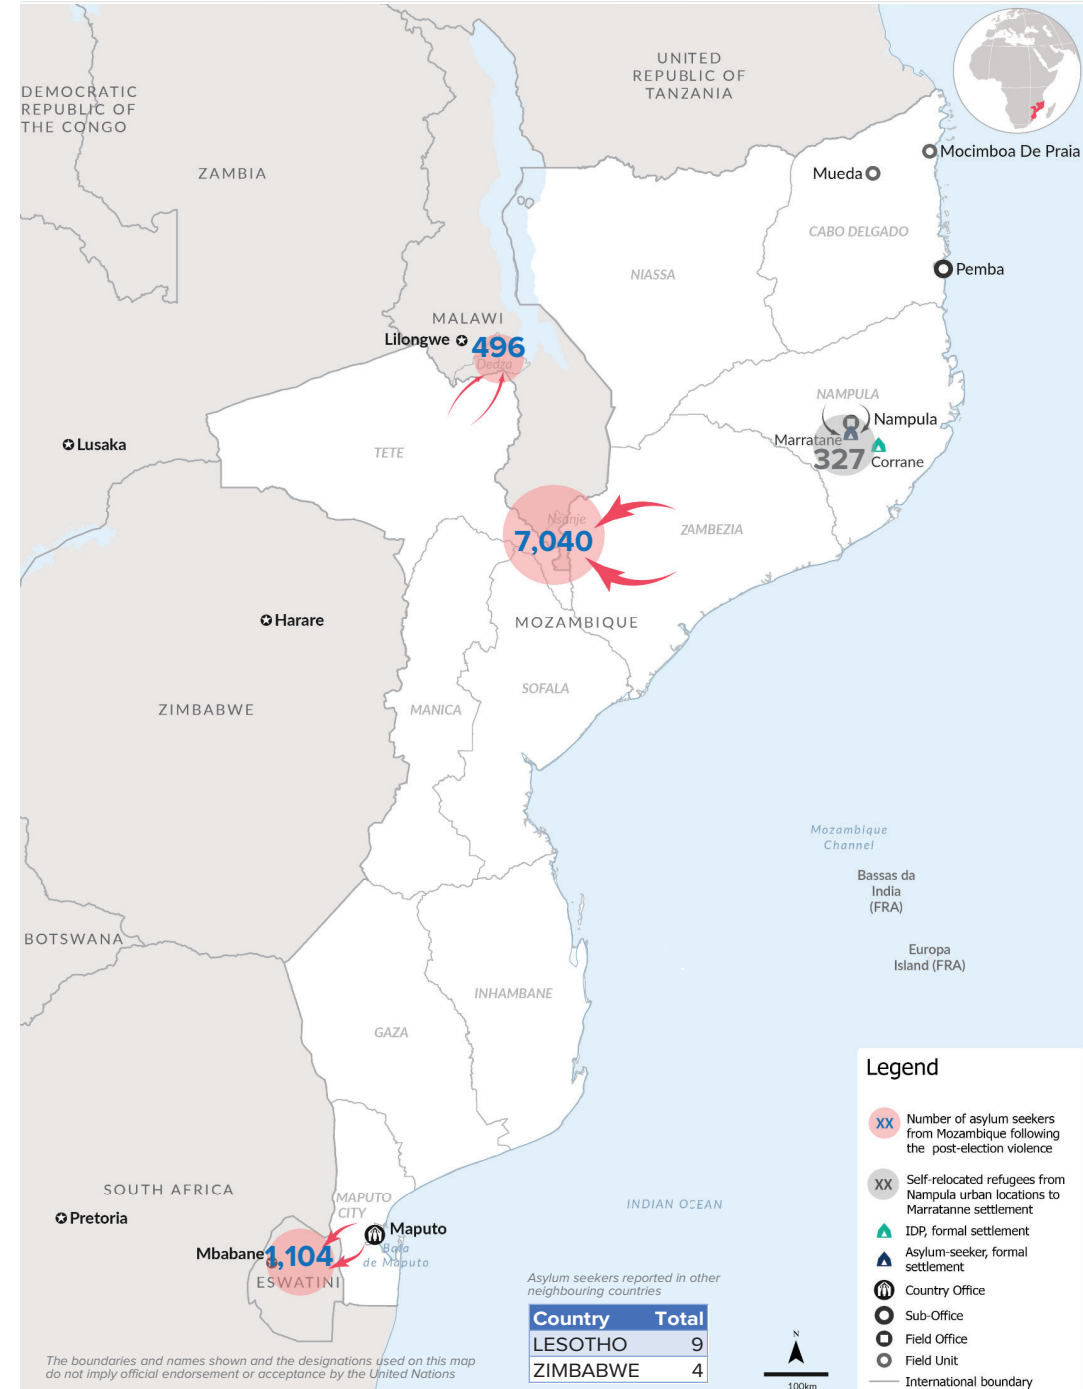 UNITED
REPUBLIC OF
TANZANIA
DEMOCRATIC
REPUBLIC OF
THE CONGO
ZAMBIA
Mocimboa De Praia
Mueda
CABO DELGADO
NIASSA
Pemba
MALAWI
Lilongwe
496
Dedza
NAMPULA
Nampula
Marratane
327
Corrane
Lusaka
TETE
Nsanje
7,040
ZAMBEZIA
Harare
MOZAMBIQUE
SOFALA
ZIMBABWE
MANICA
Mozambique
Channel
Bassas da
India
(FRA)
BOTSWANA
Europa
Island (FRA)
INHAMBANE
GAZA
SOUTH AFRICA
MAPUTO
CITY
INDIAN OCEAN
Pretoria
Maputo
Baía
de Maputo
Mbabane
1,104
ESWATINI
Legend
XX
Number of asylum seekers
from Mozambique following
the post-election violence
XX
Self-relocated refugees from
Nampula urban locations to
Marratanne settlement
IDP, formal settlement
Asylum-seeker, formal
settlement
Country Office
Sub-Office
Field Office
Field Unit
International boundary
Asylum seekers reported in other
neighbouring countries
Country Total
LESOTHO 9
ZIMBABWE 4
N
100km
The boundaries and names shown and the designations used on this map
do not imply official endorsement or acceptance by the United Nations